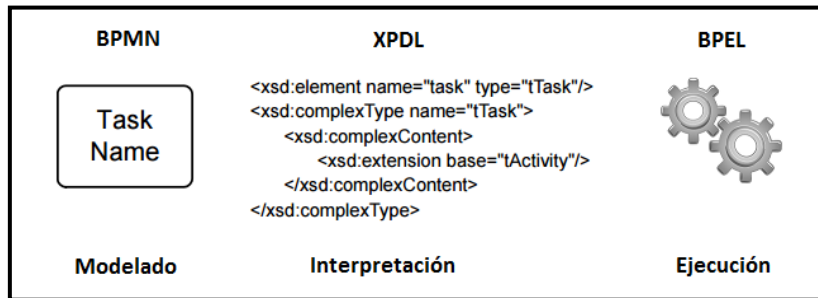 BPMN XPDL BPEL
Task
Name
<xsd:element name="task" type="tTask"/>
<xsd:complexType name="tTask">
<xsd:complexContent>
<xsd:extension base="tActivity"/>
</xsd:complexContent>
</xsd:complexType>
Modelado Interpretación Ejecución